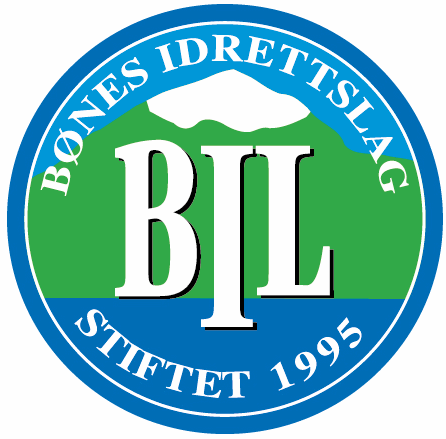 BØNES IDRETTSLAG
BIL
STIFTET 1995